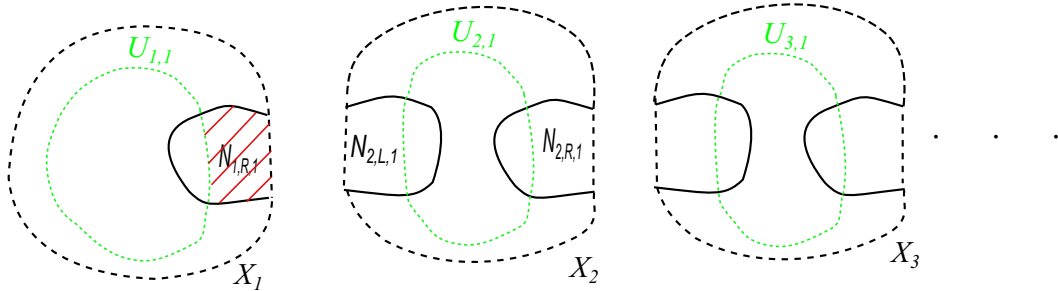 U1,1
U2,1
U3,1
N1,R,1
N2,L,1
N2,R,1
X1
X2
X3
. . .